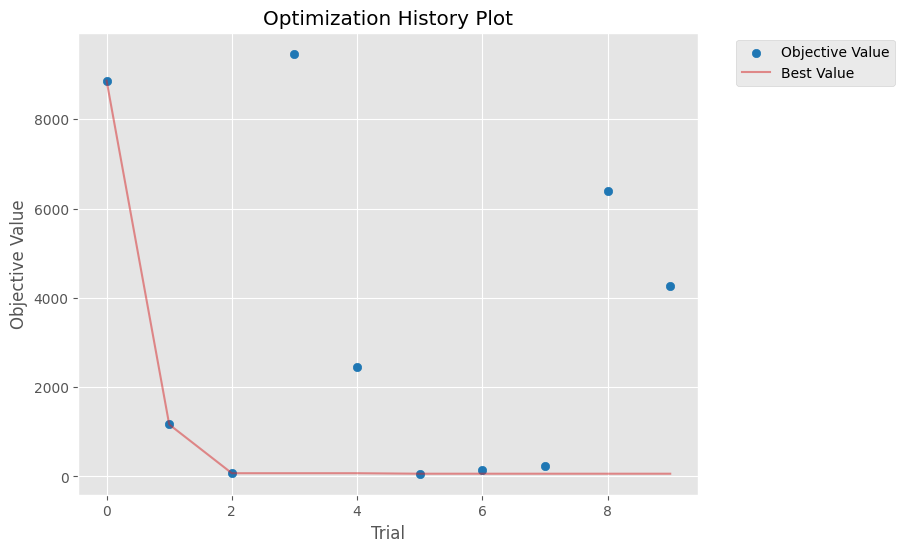 Optimization History Plot
Objective Value
Best Value
Objective Value
8000
6000
4000
2000
0
0 2 4 6 8
Trial